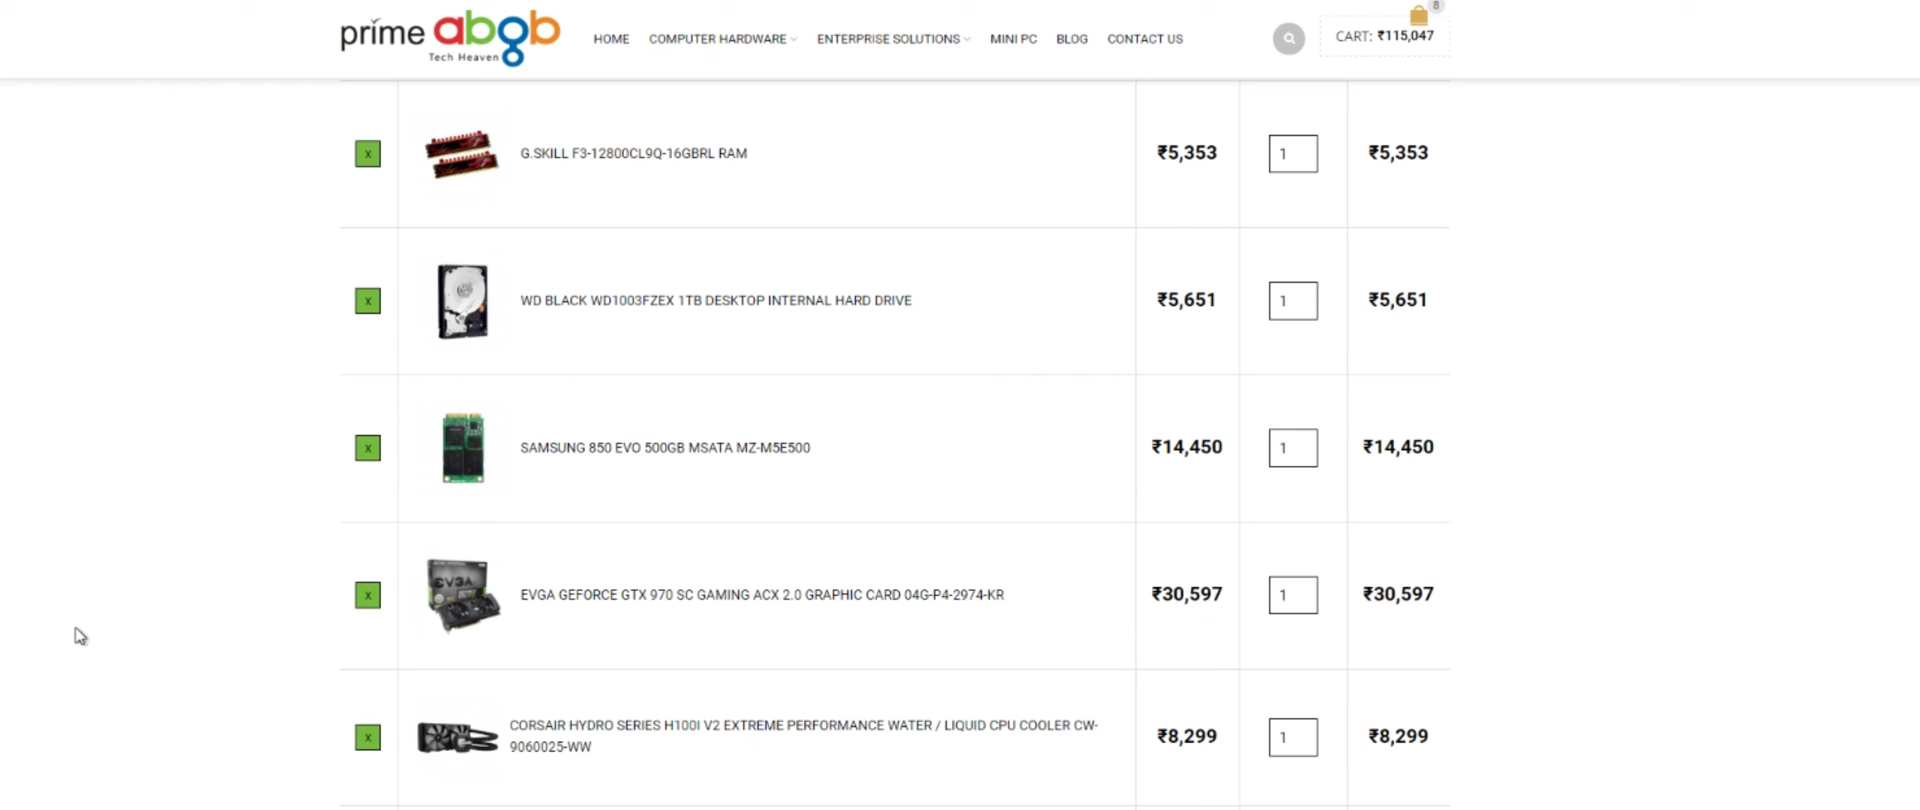 8
prime abgb
Tech Heaven
HOME COMPUTER HARDWARE ENTERPRISE SOLUTIONS MINI PC BLOG CONTACT US CART: ₹115,047
x G.SKILL F3-12800CL9Q-16GBRL RAM ₹5,353 1 ₹5,353
x WD BLACK WD1003FZEX 1TB DESKTOP INTERNAL HARD DRIVE ₹5,651 1 ₹5,651
x SAMSUNG 850 EVO 500GB MSATA MZ-M5E500 ₹14,450 1 ₹14,450
EVGA
x EVGA GEFORCE GTX 970 SC GAMING ACX 2.0 GRAPHIC CARD 04G-P4-2974-KR ₹30,597 1 ₹30,597
CORSAIR HYDRO SERIES H100I V2 EXTREME PERFORMANCE WATER / LIQUID CPU COOLER CW-
x 9060025-WW ₹8,299 1 ₹8,299